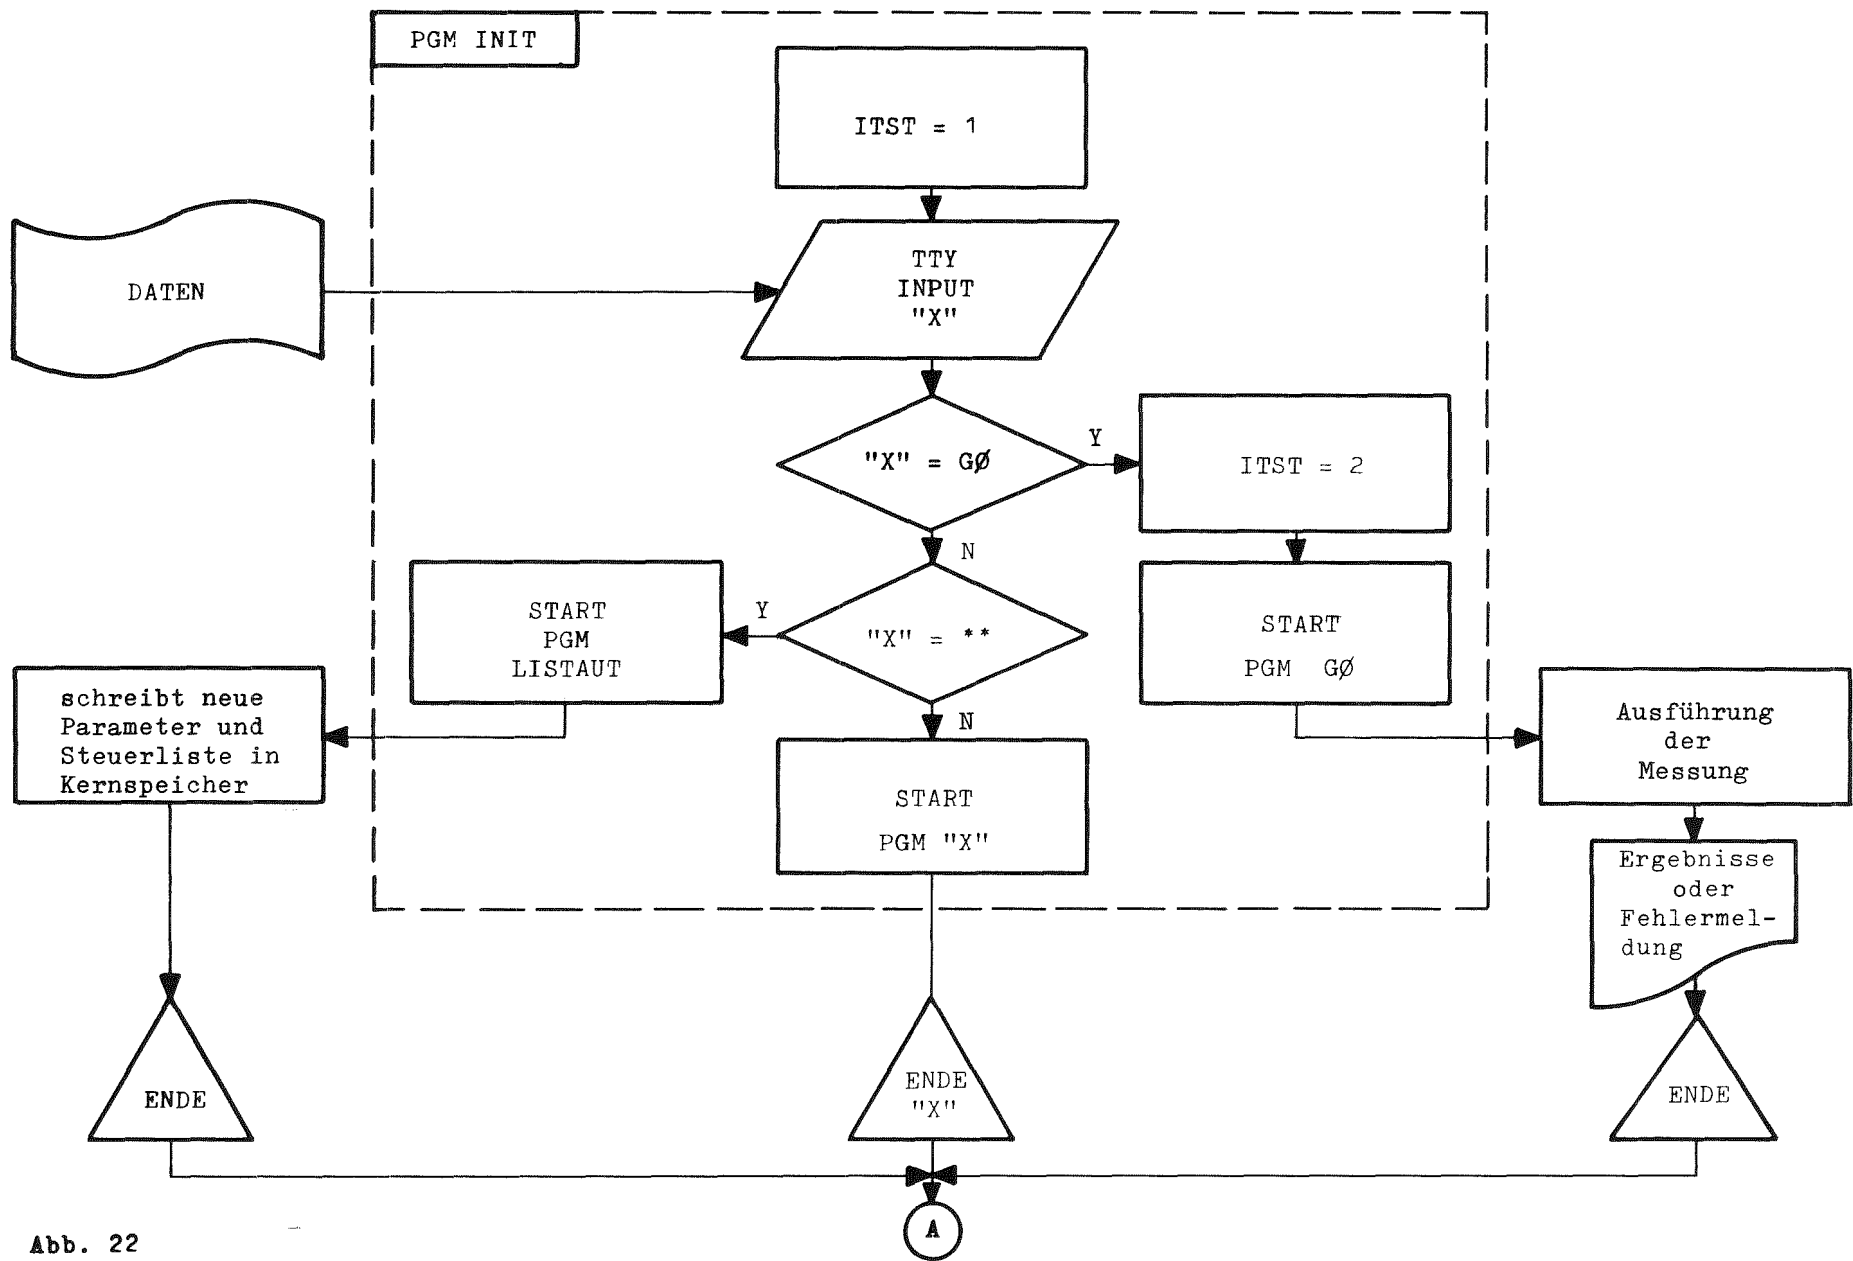 PGM INIT
ITST = 1
DATEN
TTY
INPUT
"X"
"X" = GØ
Y
ITST = 2
N
START
PGM
LISTAUT
Y
"X" = **
START
PGM GØ
schreibt neue
Parameter und
Steuerliste in
Kernspeicher
N
Ausführung
der
Messung
START
PGM "X"
Ergebnisse
oder
Fehlermel-
dung
ENDE
ENDE
"X"
ENDE
A
Abb. 22